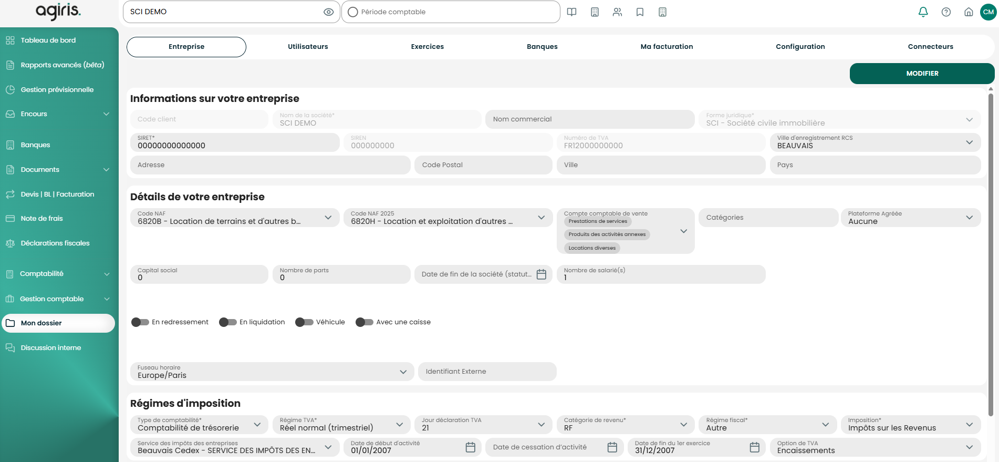 agiris.
SCI DEMO
Période comptable
CM
Tableau de bord
Rapports avancés (bêta)
Gestion prévisionnelle
Encours
Banques
Documents
Devis | BL | Facturation
Note de frais
Déclarations fiscales
Comptabilité
Gestion comptable
Mon dossier
Discussion interne
Entreprise
Utilisateurs
Exercices
Banques
Ma facturation
Configuration
Connecteurs
MODIFIER
Informations sur votre entreprise
Code client
Nom de la société*
SCI DEMO
Nom commercial
Forme juridique*
SCI - Société civile immobilière
SIRET*
00000000000000
SIREN
000000000
Numéro de TVA
FR12000000000
Ville d'enregistrement RCS
BEAUVAIS
Adresse
Code Postal
Ville
Pays
Détails de votre entreprise
Code NAF
6820B - Location de terrains et d'autres b...
Code NAF 2025
6820H - Location et exploitation d'autres ...
Compte comptable de vente
Prestations de services
Produits des activités annexes
Locations diverses
Catégories
Plateforme Agréée
Aucune
Capital social
0
Nombre de parts
0
Date de fin de la société (statut...
Nombre de salarié(s)
1
En redressement
En liquidation
Véhicule
Avec une caisse
Fuseau horaire
Europe/Paris
Identifiant Externe
Régimes d'imposition
Type de comptabilité*
Comptabilité de trésorerie
Régime TVA*
Réel normal (trimestriel)
Jour déclaration TVA
21
Catégorie de revenu*
RF
Régime fiscal*
Autre
Imposition*
Impôts sur les Revenus
Service des impôts des entreprises
Beauvais Cedex - SERVICE DES IMPÔTS DES EN...
Date de début d'activité
01/01/2007
Date de cessation d'activité
Date de fin du 1er exercice
31/12/2007
Option de TVA
Encaissements